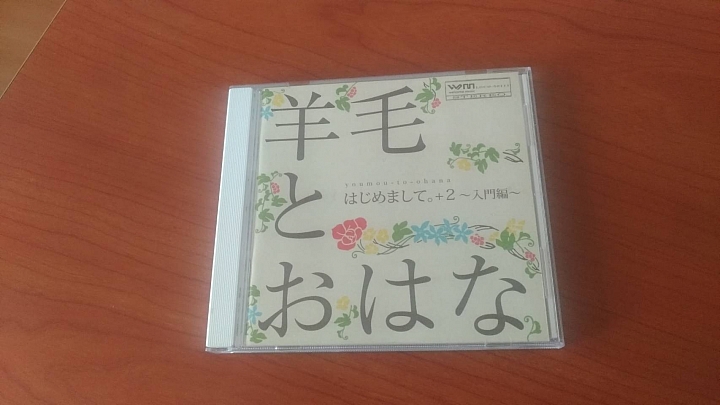 羊毛
と
youmou-to-ohana
はじめまして。+2 ~入門編~
おはな